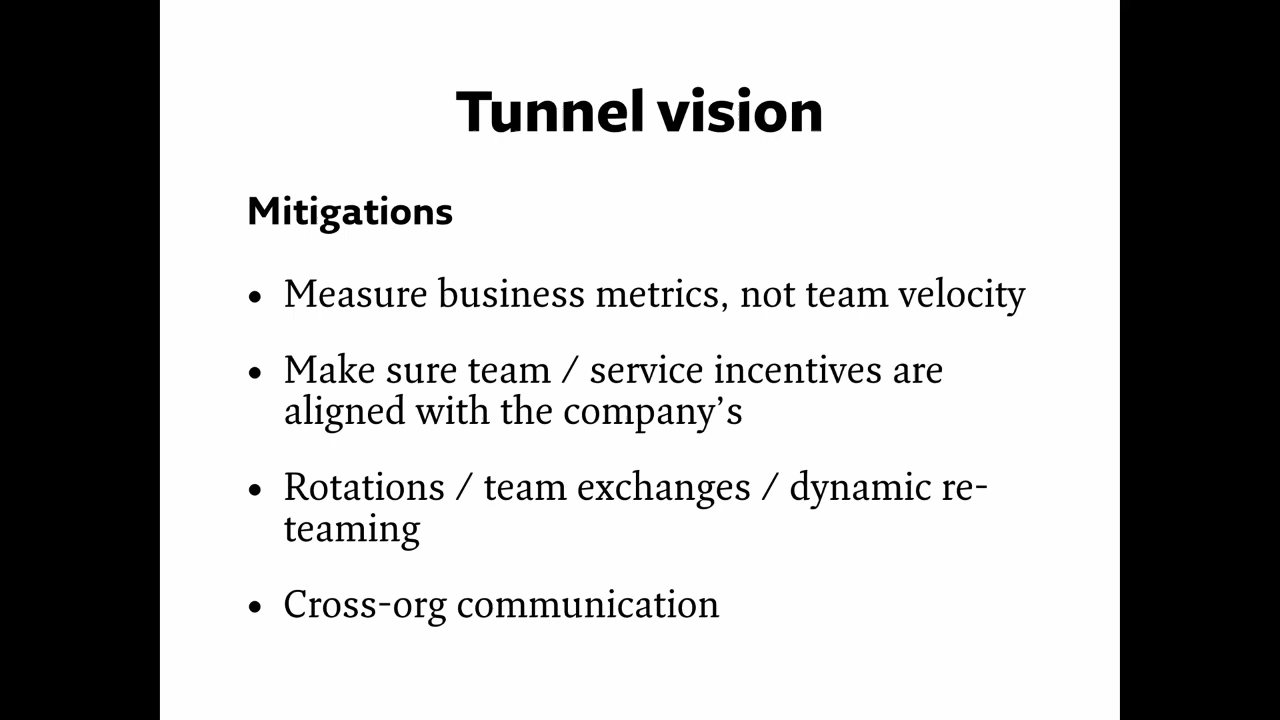 Tunnel vision
Mitigations
• Measure business metrics, not team velocity
• Make sure team / service incentives are
aligned with the company’s
• Rotations / team exchanges / dynamic re-
teaming
• Cross-org communication